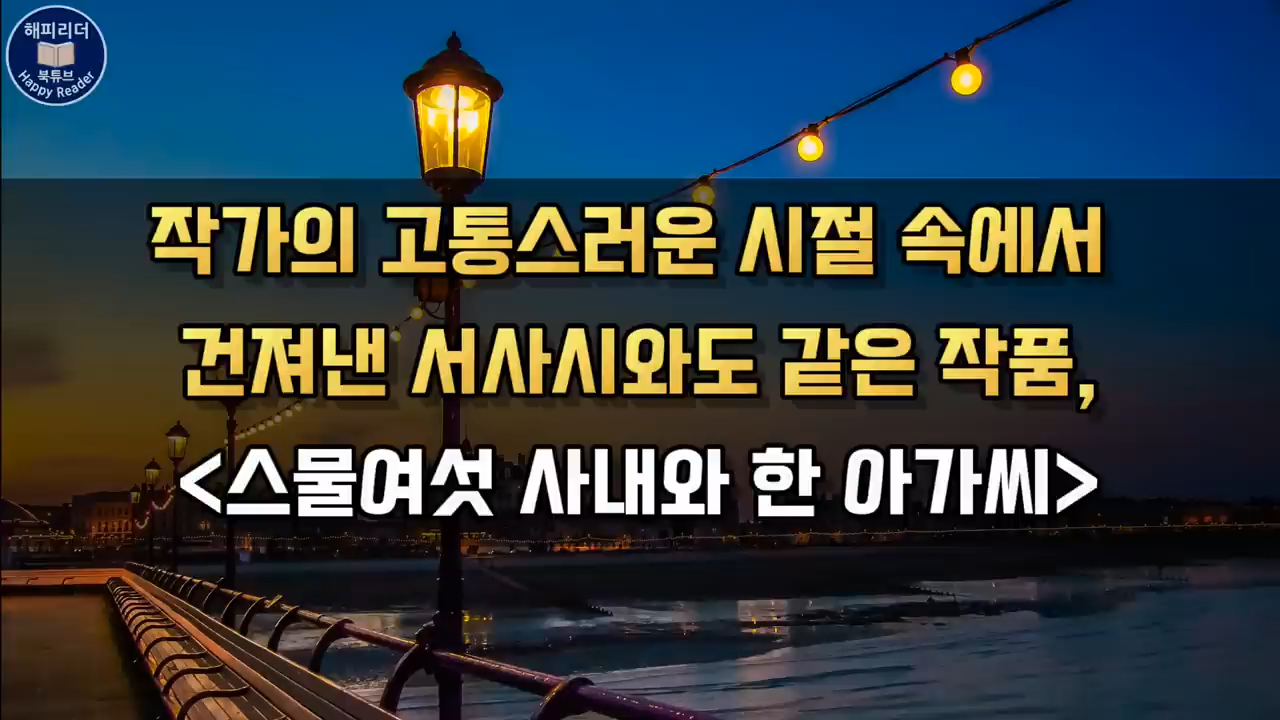 해피리더
북튜브
Happy Reader
작가의 고통스러운 시절 속에서
건져낸 서사시와도 같은 작품,
<스물여섯 사내와 한 아가씨>